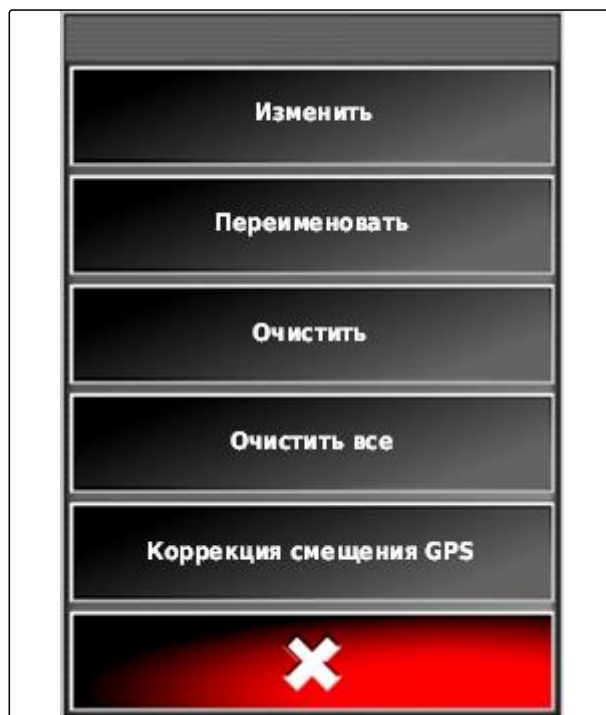 Изменить
Переименовать
Очистить
Очистить все
Коррекция смещения GPS